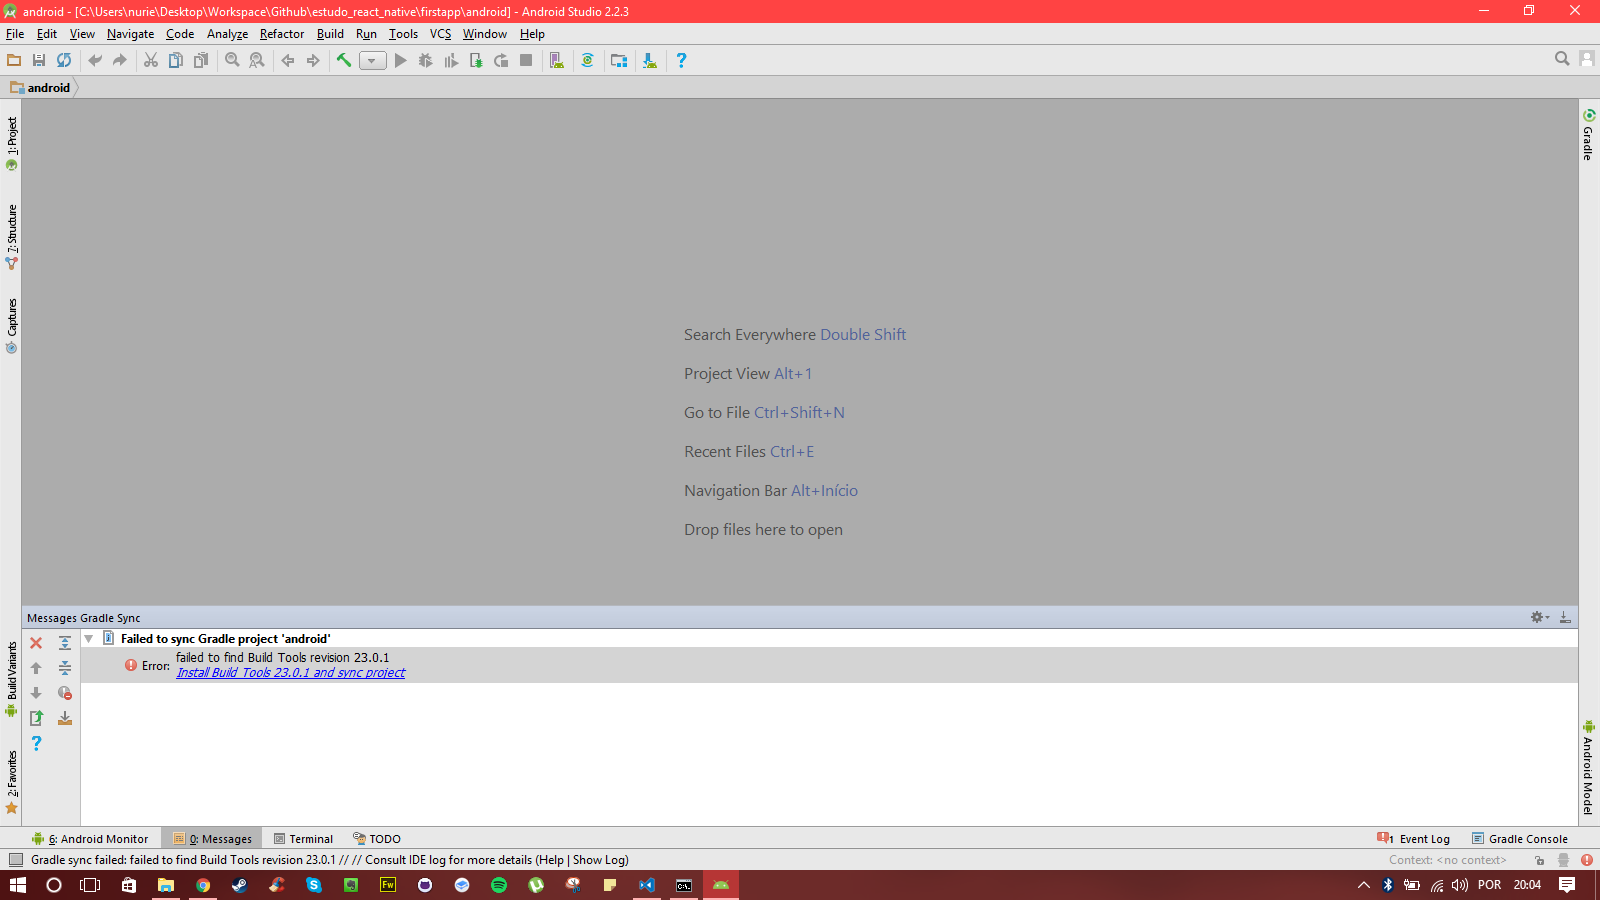 android - [C:\Users\nurie\Desktop\Workspace\Github\estudo_react_native\firstapp\android] - Android Studio 2.2.3
File Edit View Navigate Code Analyze Refactor Build Run Tools VCS Window Help
android
1: Project
7: Structure
Captures
Build Variants
2: Favorites
Gradle
Android Model
Search Everywhere Double Shift
Project View Alt+1
Go to File Ctrl+Shift+N
Recent Files Ctrl+E
Navigation Bar Alt+Início
Drop files here to open
Messages Gradle Sync
Failed to sync Gradle project 'android'
Error: failed to find Build Tools revision 23.0.1
Install Build Tools 23.0.1 and sync project
6: Android Monitor 0: Messages Terminal TODO 1 Event Log Gradle Console
Gradle sync failed: failed to find Build Tools revision 23.0.1 // // Consult IDE log for more details (Help | Show Log) Context: <no context>
Fw POR 20:04